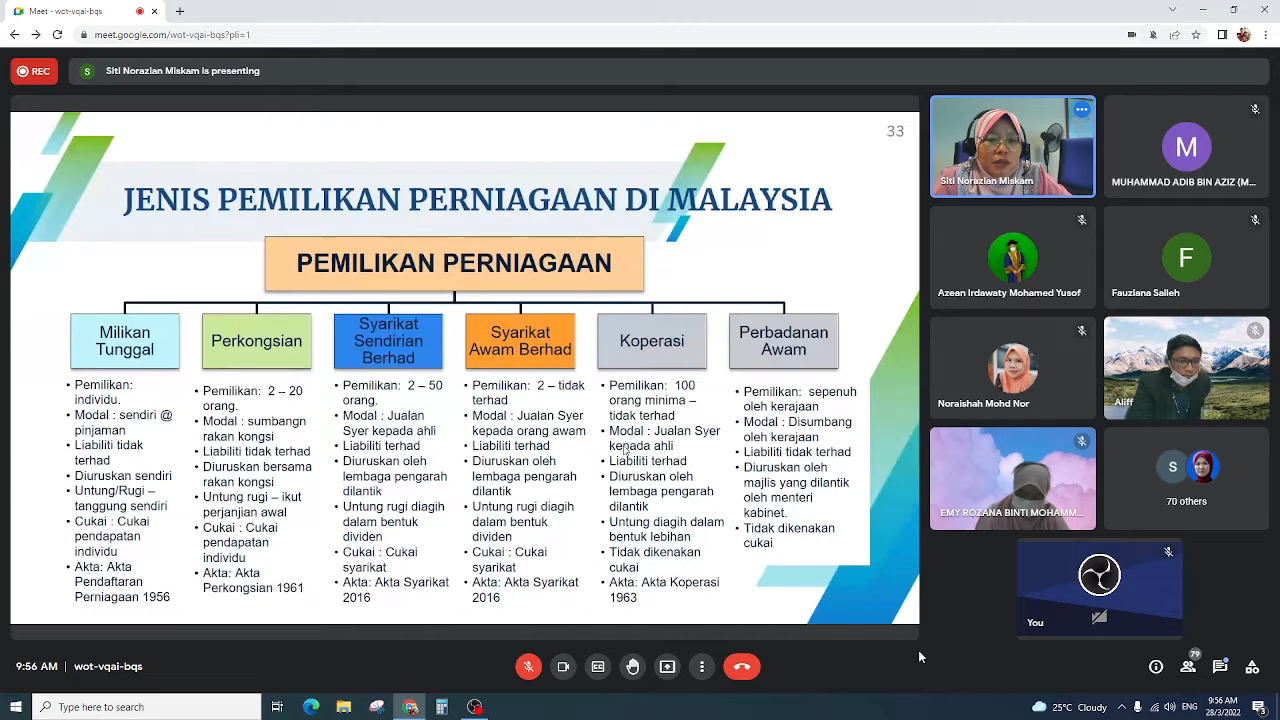 Meet - wot-vqai-bqs
meet.google.com/wot-vqai-bqs?pli=1
REC
S
Siti Norazian Miskam is presenting
33
JENIS PEMILIKAN PERNIAGAAN DI MALAYSIA
PEMILIKAN PERNIAGAAN
Milikan
Tunggal
• Pemilikan:
individu.
• Modal : sendiri @
pinjaman
• Liabiliti tidak
terhad
• Diuruskan sendiri
• Untung/Rugi –
tanggung sendiri
• Cukai : Cukai
pendapatan
individu
• Akta: Akta
Pendaftaran
Perniagaan 1956
Perkongsian
• Pemilikan: 2 – 20
orang.
• Modal : sumbangn
rakan kongsi
• Liabiliti tidak terhad
• Diuruskan bersama
rakan kongsi
• Untung rugi – ikut
perjanjian awal
• Cukai : Cukai
pendapatan
individu
• Akta: Akta
Perkongsian 1961
Syarikat
Sendirian
Berhad
• Pemilikan: 2 – 50
orang.
• Modal : Jualan
Syer kepada ahli
• Liabiliti terhad
• Diuruskan oleh
lembaga pengarah
dilantik
• Untung rugi diagih
dalam bentuk
dividen
• Cukai : Cukai
syarikat
• Akta: Akta Syarikat
2016
Syarikat
Awam Berhad
• Pemilikan: 2 – tidak
terhad
• Modal : Jualan Syer
kepada orang awam
• Liabiliti terhad
• Diuruskan oleh
lembaga pengarah
dilantik
• Untung rugi diagih
dalam bentuk
dividen
• Cukai : Cukai
syarikat
• Akta: Akta Syarikat
2016
Koperasi
• Pemilikan: 100
orang minima –
tidak terhad
• Modal : Jualan Syer
kepada ahli
• Liabiliti terhad
• Diuruskan oleh
lembaga pengarah
dilantik
• Untung diagih dalam
bentuk lebihan
• Tidak dikenakan
cukai
• Akta: Akta Koperasi
1963
Perbadanan
Awam
• Pemilikan: sepenuh
oleh kerajaan
• Modal : Disumbang
oleh kerajaan
• Liabiliti tidak terhad
• Diuruskan oleh
majlis yang dilantik
oleh menteri
kabinet.
• Tidak dikenakan
cukai
Siti Norazian Miskam
M
MUHAMMAD ADIB BIN AZIZ (M...
Azean Irdawaty Mohamed Yusof
F
Fauziana Salleh
Noraishah Mohd Nor
Aliff
EMY ROZANA BINTI MOHAMM...
S
70 others
You
9:56 AM | wot-vqai-bqs
79
Type here to search
25°C Cloudy
9:56 AM
28/3/2022
3